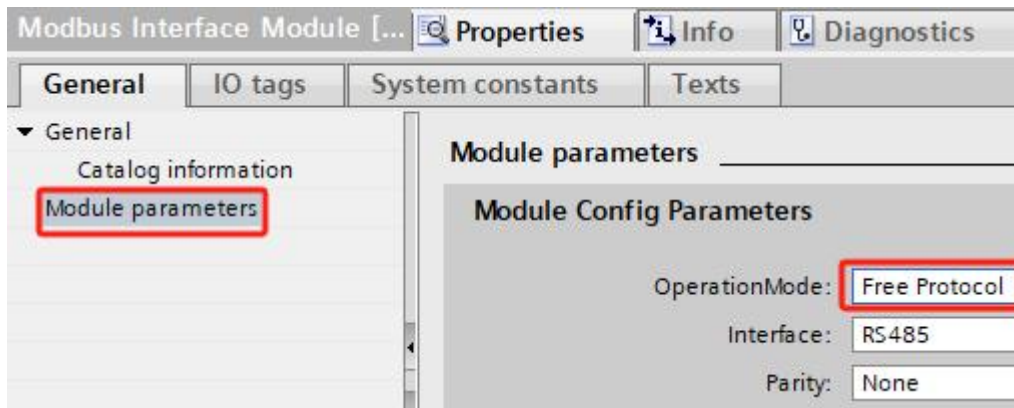 Modbus Interface Module [... Properties Info Diagnostics
General IO tags System constants Texts
General
Catalog information
Module parameters
Module parameters
Module Config Parameters
OperationMode: Free Protocol
Interface: RS485
Parity: None